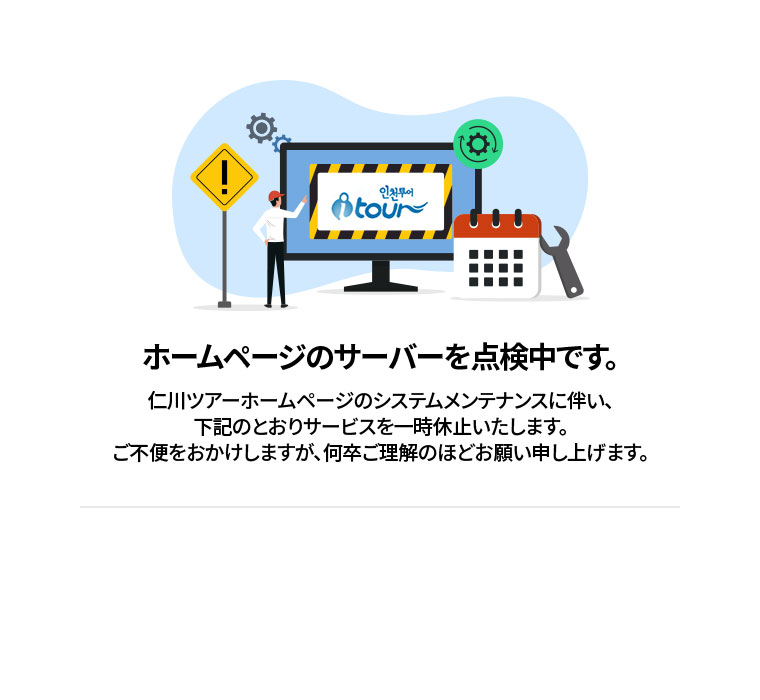 인천투어
itour
ホームページのサーバーを点検中です。
仁川ツアーホームページのシステムメンテナンスに伴い、
下記のとおりサービスを一時休止いたします。
ご不便をおかけしますが、何卒ご理解のほどお願い申し上げます。